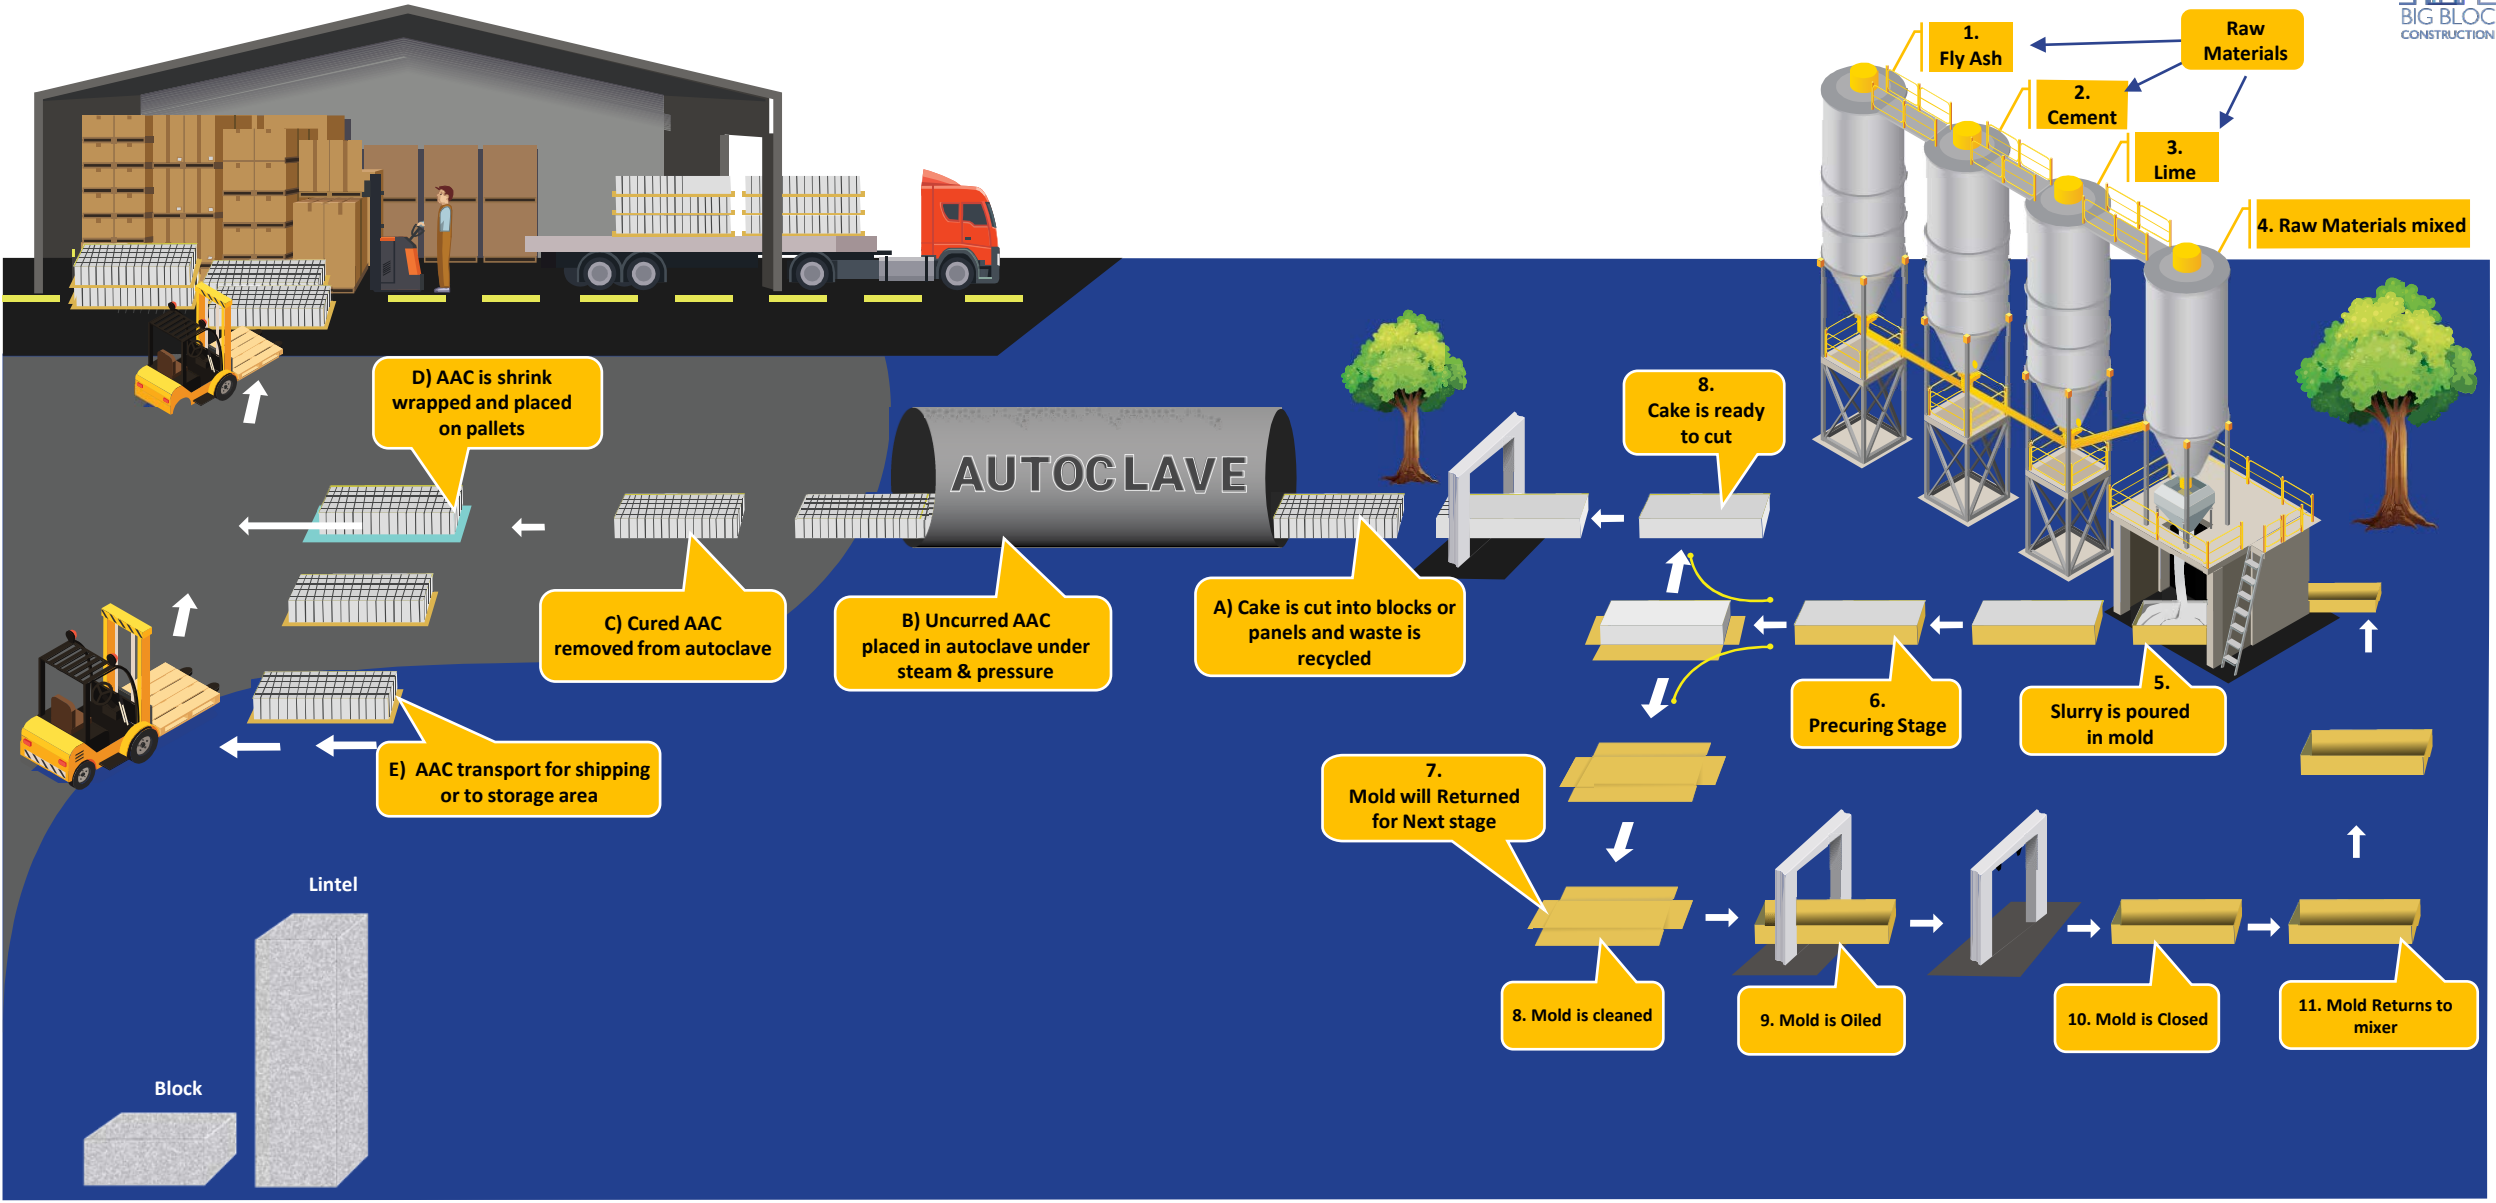 BIG BLOC
CONSTRUCTION
Raw
Materials
1.
Fly Ash
2.
Cement
3.
Lime
4. Raw Materials mixed
D) AAC is shrink
wrapped and placed
on pallets
8.
Cake is ready
to cut
AUTOCLAVE
C) Cured AAC
removed from autoclave
B) Uncurred AAC
placed in autoclave under
steam & pressure
A) Cake is cut into blocks or
panels and waste is
recycled
6.
Precuring Stage
5.
Slurry is poured
in mold
E) AAC transport for shipping
or to storage area
7.
Mold will Returned
for Next stage
Lintel
Block
8. Mold is cleaned
9. Mold is Oiled
10. Mold is Closed
11. Mold Returns to
mixer